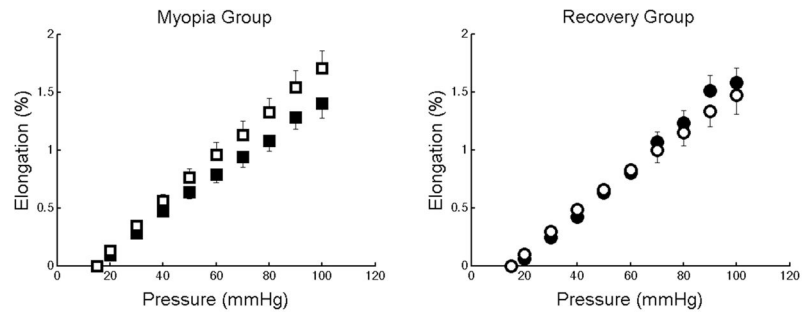 Myopia Group
2
1.5
1
0.5
0
0 20 40 60 80 100 120
Elongation (%)
Pressure (mmHg)
Recovery Group
2
1.5
1
0.5
0
0 20 40 60 80 100 120
Elongation (%)
Pressure (mmHg)